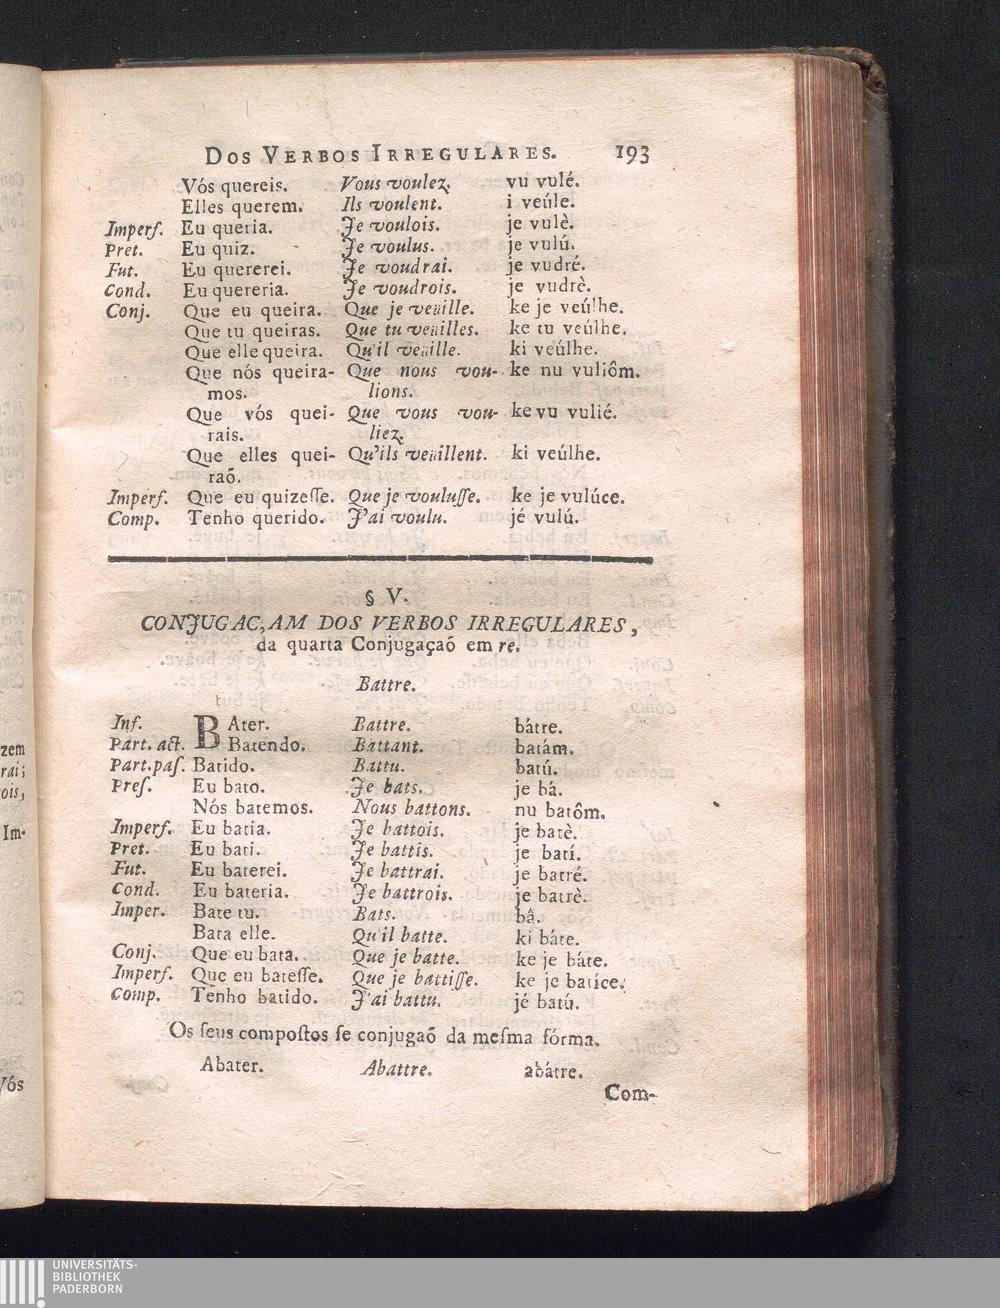 DOS VERBOS IRREGULARES. 193
Vós quereis. Vous voulez. vu vulé.
Elles querem. Ils voulent. i veúle.
Imperf. Eu queria. Je voulois. je vulè.
Pret. Eu quiz. Je voulus. je vulú.
Fut. Eu quererei. Je voudrai. je vudré.
Cond. Eu quereria. Je voudrois. je vudrè.
Conj. Que eu queira. Que je veüille. ke je veúlhe.
Que tu queiras. Que tu veüilles. ke tu veúlhe.
Que elle queira. Qu'il veüille. ki veúlhe.
Que nós queira- Que nous vou- ke nu vuliôm.
mos. lions.
Que vós quei- Que vous vou- ke vu vulié.
rais. liez.
Que elles quei- Qu'ils veüillent. ki veúlhe.
raõ.
Imperf. Que eu quizeſſe. Que je vouluſſe. ke je vulúce.
Comp. Tenho querido. J'ai voulu. jé vulú.
§ V.
CONJUGAC,AM DOS VERBOS IRREGULARES,
da quarta Conjugaçaõ em re.
Battre.
Inf. BAter. Battre. bátre.
Part. act. Batendo. Battant. batám.
Part.paſ. Batido. Battu. batú.
Preſ. Eu bato. Je bats. je bá.
Nós batemos. Nous battons. nu batôm.
Imperf. Eu batia. Je battois. je batè.
Pret. Eu bati. Je battis. je batí.
Fut. Eu baterei. Je battrai. je batré.
Cond. Eu bateria. Je battrois. je batrè.
Imper. Bate tu. Bats. bâ.
Bata elle. Qu'il batte. ki báte.
Conj. Que eu bata. Que je batte. ke je báte.
Imperf. Que eu bateſſe. Que je battiſſe. ke je batíce.
Comp. Tenho batido. J'ai battu. jé batú.
Os ſeus compoſtos ſe conjugaõ da meſma fórma.
Abater. Abattre. abátre.
Com-
zem
rai;
ois,
Im-
Vós
UNIVERSITÄTS-
BIBLIOTHEK
PADERBORN